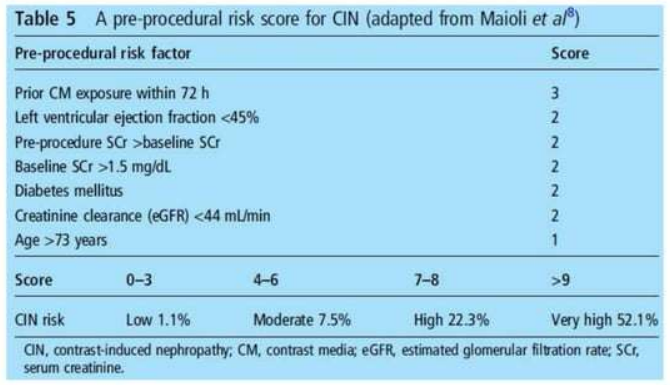 Table 5 A pre-procedural risk score for CIN (adapted from Maioli et al⁸)
Pre-procedural risk factor Score
Prior CM exposure within 72 h 3
Left ventricular ejection fraction <45% 2
Pre-procedure SCr >baseline SCr 2
Baseline SCr >1.5 mg/dL 2
Diabetes mellitus 2
Creatinine clearance (eGFR) <44 mL/min 2
Age >73 years 1
Score 0–3 4–6 7–8 >9
CIN risk Low 1.1% Moderate 7.5% High 22.3% Very high 52.1%
CIN, contrast-induced nephropathy; CM, contrast media; eGFR, estimated glomerular filtration rate; SCr,
serum creatinine.